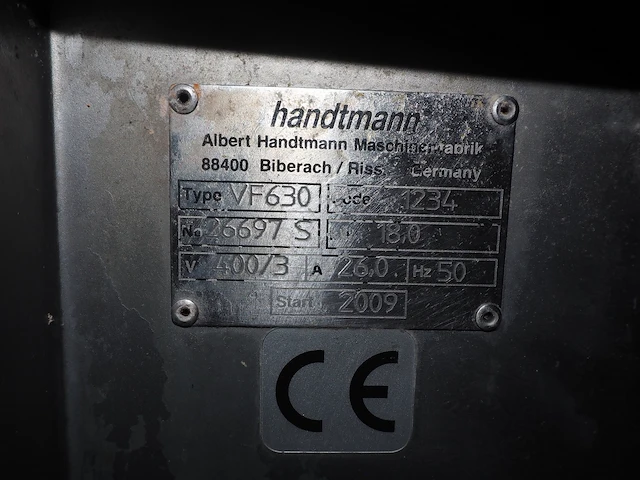 handtmann
Albert Handtmann Maschinenfabrik
88400 Biberach / Riss Germany
Type VF630 Code 1234
No 26697 S 18,0
V 400/3 A 26,0 Hz 50
Start 2009
CE